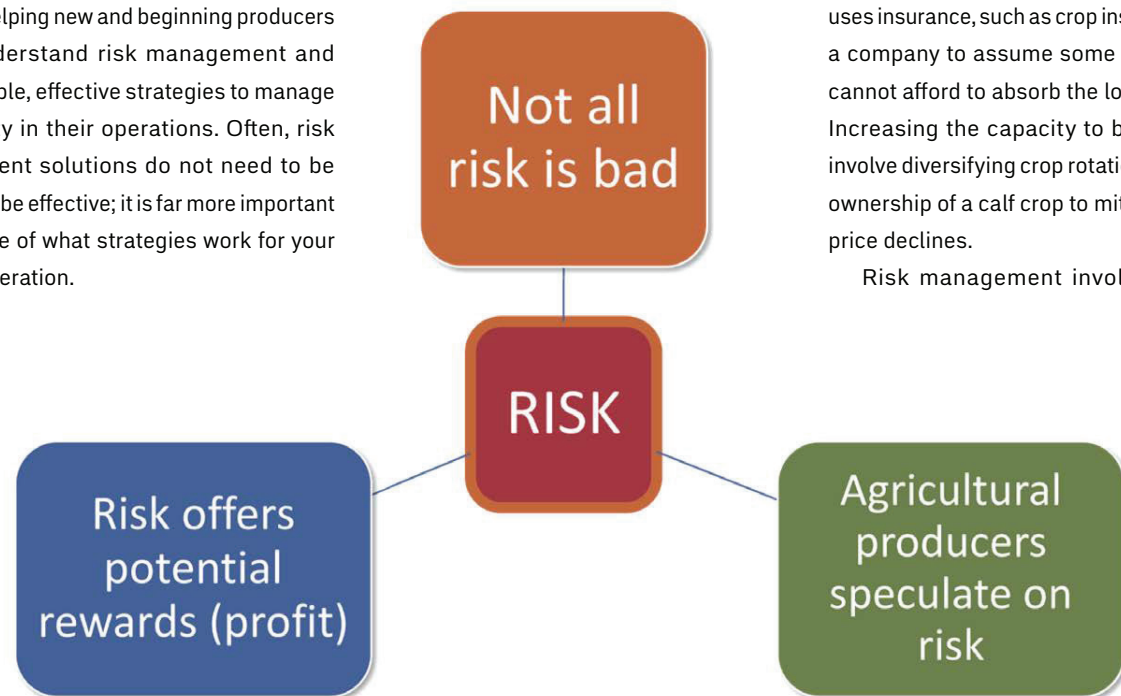 elping new and beginning producers
derstand risk management and
ple, effective strategies to manage
y in their operations. Often, risk
ent solutions do not need to be
be effective; it is far more important
e of what strategies work for your
eration.
Not all
risk is bad
RISK
Risk offers
potential
rewards (profit)
Agricultural
producers
speculate on
risk
uses insurance, such as crop ins
a company to assume some
cannot afford to absorb the lo
Increasing the capacity to b
involve diversifying crop rotatio
ownership of a calf crop to mit
price declines.
Risk management invol